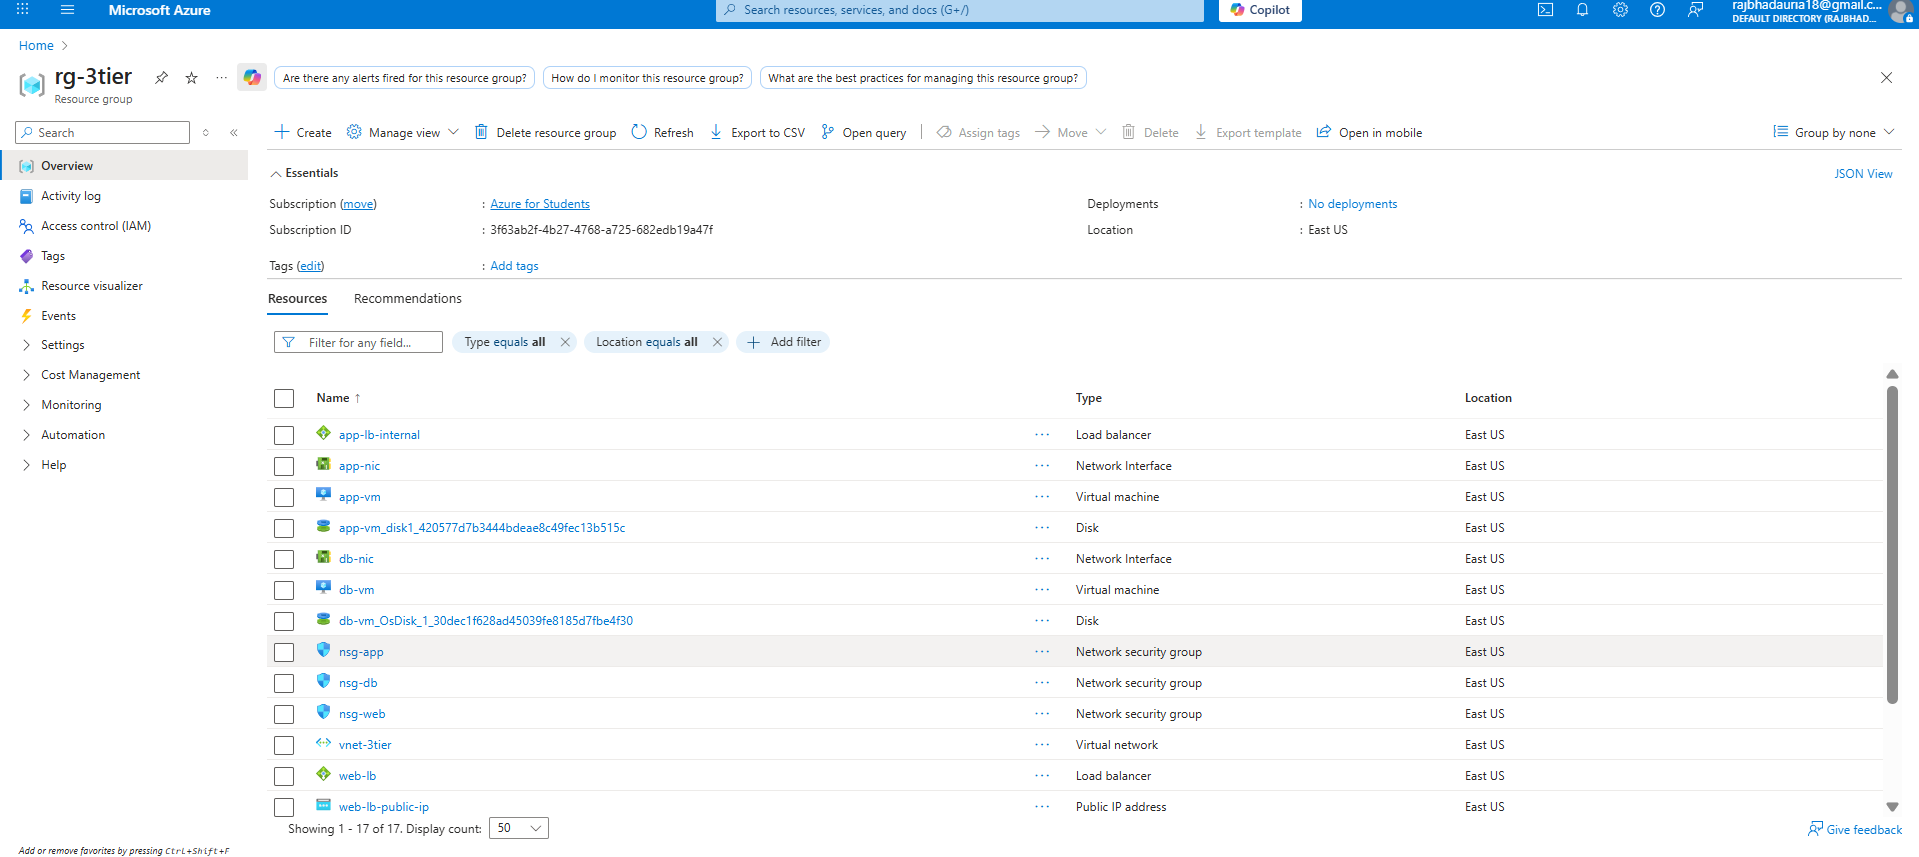 Microsoft Azure
Search resources, services, and docs (G+/)
Copilot
rajbhadauria18@gmail.c...
DEFAULT DIRECTORY (RAJBHAD...
Home
rg-3tier
Resource group
Are there any alerts fired for this resource group?
How do I monitor this resource group?
What are the best practices for managing this resource group?
Search
Overview
Activity log
Access control (IAM)
Tags
Resource visualizer
Events
Settings
Cost Management
Monitoring
Automation
Help
Add or remove favorites by pressing Ctrl+Shift+F
Create Manage view Delete resource group Refresh Export to CSV Open query Assign tags Move Delete Export template Open in mobile Group by none
Essentials
JSON View
Subscription (move) : Azure for Students
Deployments : No deployments
Subscription ID : 3f63ab2f-4b27-4768-a725-682edb19a47f
Location : East US
Tags (edit) : Add tags
Resources Recommendations
Filter for any field... Type equals all Location equals all Add filter
Name ↑ Type Location
app-lb-internal ... Load balancer East US
app-nic ... Network Interface East US
app-vm ... Virtual machine East US
app-vm_disk1_420577d7b3444bdeae8c49fec13b515c ... Disk East US
db-nic ... Network Interface East US
db-vm ... Virtual machine East US
db-vm_OsDisk_1_30dec1f628ad45039fe8185d7fbe4f30 ... Disk East US
nsg-app ... Network security group East US
nsg-db ... Network security group East US
nsg-web ... Network security group East US
vnet-3tier ... Virtual network East US
web-lb ... Load balancer East US
web-lb-public-ip ... Public IP address East US
Showing 1 - 17 of 17. Display count: 50
Give feedback